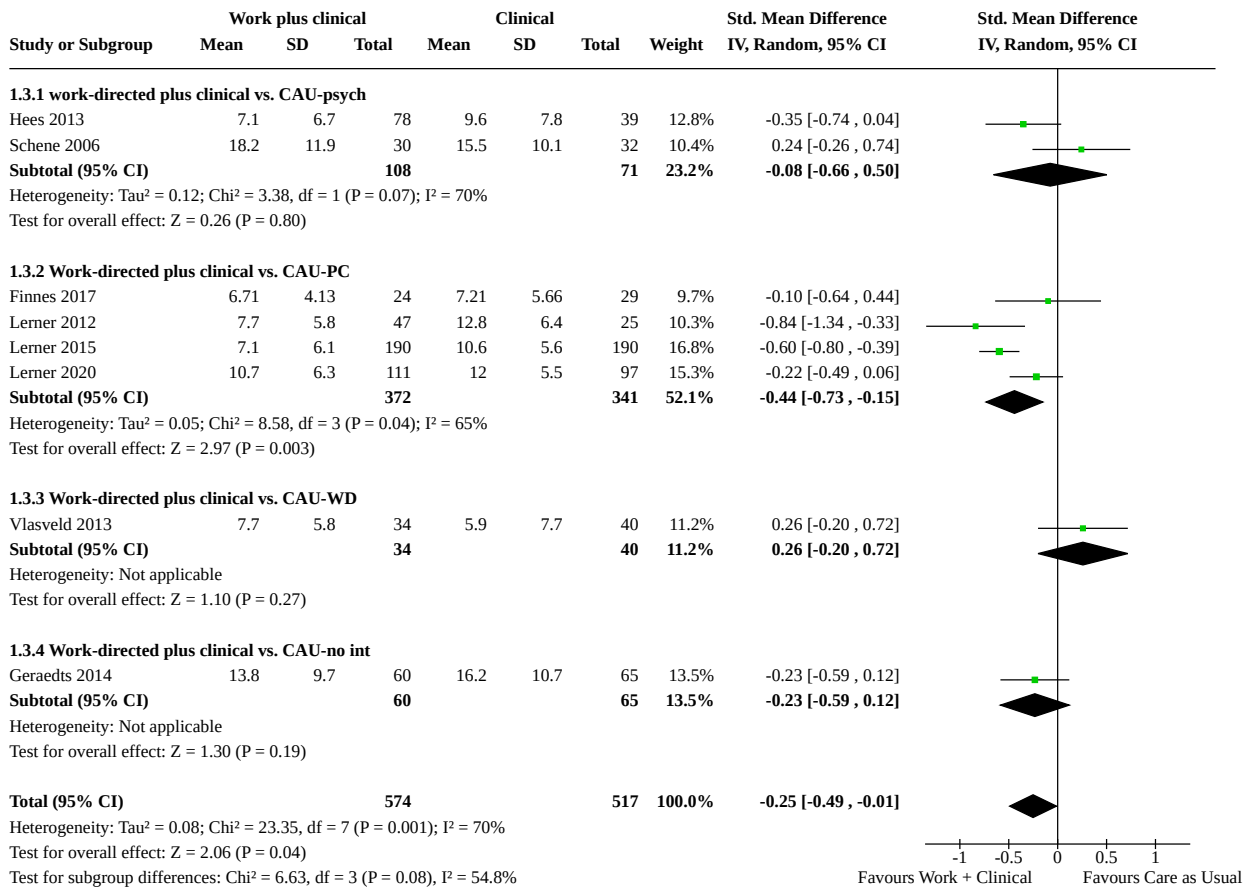 Work plus clinical Clinical Std. Mean Difference Std. Mean Difference
Study or Subgroup Mean SD Total Mean SD Total Weight IV, Random, 95% CI IV, Random, 95% CI
1.3.1 work-directed plus clinical vs. CAU-psych
Hees 2013 7.1 6.7 78 9.6 7.8 39 12.8% -0.35 [-0.74 , 0.04]
Schene 2006 18.2 11.9 30 15.5 10.1 32 10.4% 0.24 [-0.26 , 0.74]
Subtotal (95% CI) 108 71 23.2% -0.08 [-0.66 , 0.50]
Heterogeneity: Tau² = 0.12; Chi² = 3.38, df = 1 (P = 0.07); I² = 70%
Test for overall effect: Z = 0.26 (P = 0.80)
1.3.2 Work-directed plus clinical vs. CAU-PC
Finnes 2017 6.71 4.13 24 7.21 5.66 29 9.7% -0.10 [-0.64 , 0.44]
Lerner 2012 7.7 5.8 47 12.8 6.4 25 10.3% -0.84 [-1.34 , -0.33]
Lerner 2015 7.1 6.1 190 10.6 5.6 190 16.8% -0.60 [-0.80 , -0.39]
Lerner 2020 10.7 6.3 111 12 5.5 97 15.3% -0.22 [-0.49 , 0.06]
Subtotal (95% CI) 372 341 52.1% -0.44 [-0.73 , -0.15]
Heterogeneity: Tau² = 0.05; Chi² = 8.58, df = 3 (P = 0.04); I² = 65%
Test for overall effect: Z = 2.97 (P = 0.003)
1.3.3 Work-directed plus clinical vs. CAU-WD
Vlasveld 2013 7.7 5.8 34 5.9 7.7 40 11.2% 0.26 [-0.20 , 0.72]
Subtotal (95% CI) 34 40 11.2% 0.26 [-0.20 , 0.72]
Heterogeneity: Not applicable
Test for overall effect: Z = 1.10 (P = 0.27)
1.3.4 Work-directed plus clinical vs. CAU-no int
Geraedts 2014 13.8 9.7 60 16.2 10.7 65 13.5% -0.23 [-0.59 , 0.12]
Subtotal (95% CI) 60 65 13.5% -0.23 [-0.59 , 0.12]
Heterogeneity: Not applicable
Test for overall effect: Z = 1.30 (P = 0.19)
Total (95% CI) 574 517 100.0% -0.25 [-0.49 , -0.01]
Heterogeneity: Tau² = 0.08; Chi² = 23.35, df = 7 (P = 0.001); I² = 70%
Test for overall effect: Z = 2.06 (P = 0.04) -1 -0.5 0 0.5 1
Test for subgroup differences: Chi² = 6.63, df = 3 (P = 0.08), I² = 54.8% Favours Work + Clinical Favours Care as Usual